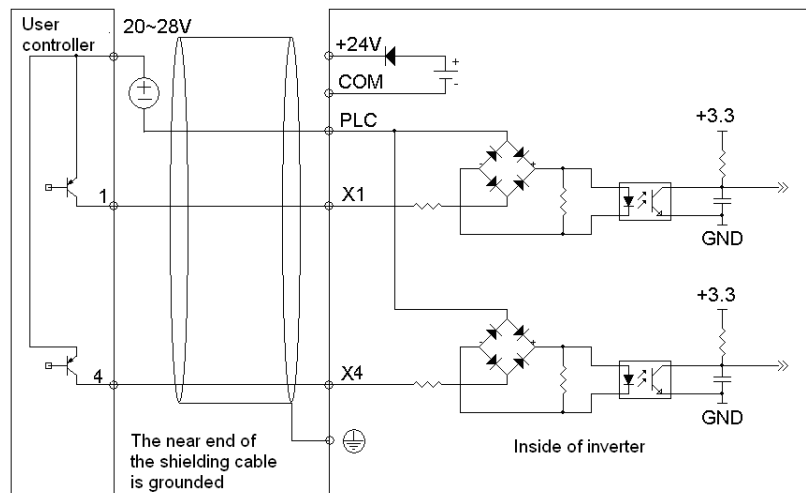 User
controller
20~28V
+24V
+
-
COM
PLC
+3.3
- +
1
X1
GND
+3.3
- +
4
X4
GND
The near end of
the shielding cable
is grounded
Inside of inverter